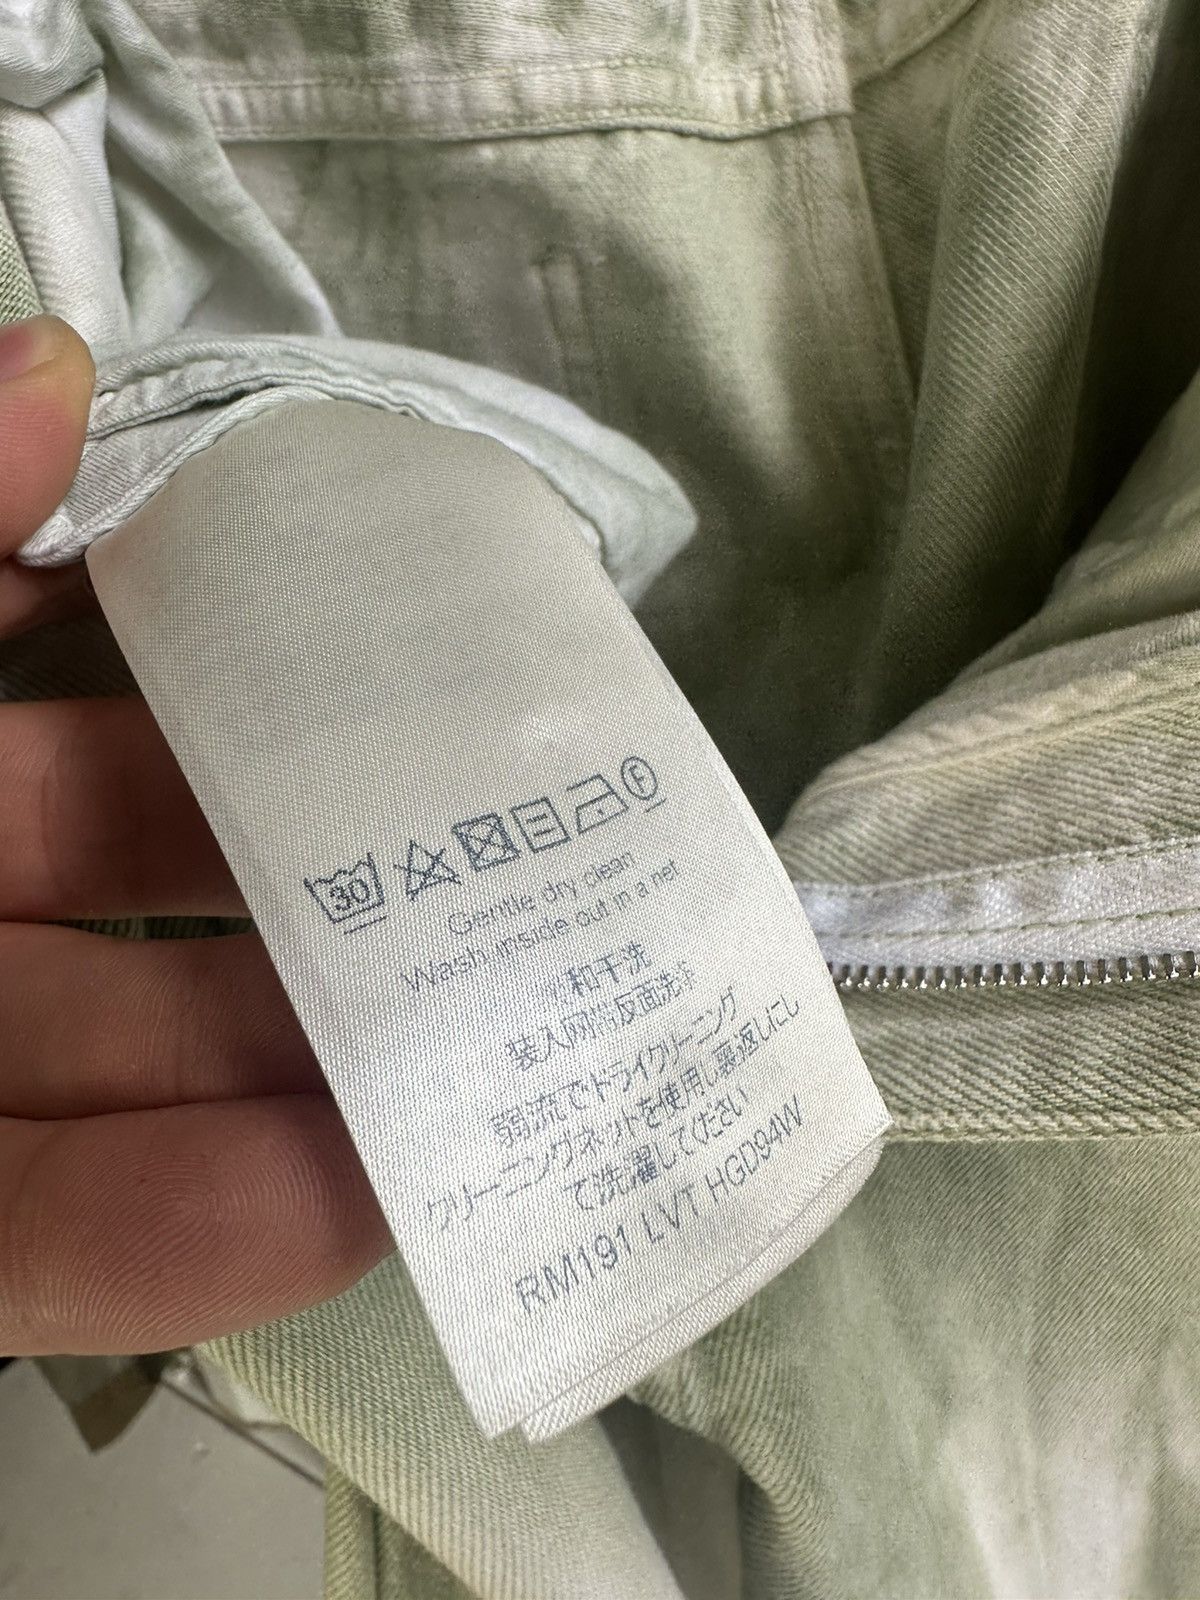 30 F
Gentle dry clean
Wash inside out in a net
和干洗
装入网袋反面洗涤
弱流でドライクリーニング
クリーニングネットを使用し裏返しにし
て洗濯してください
RM191 LVT HGD94W